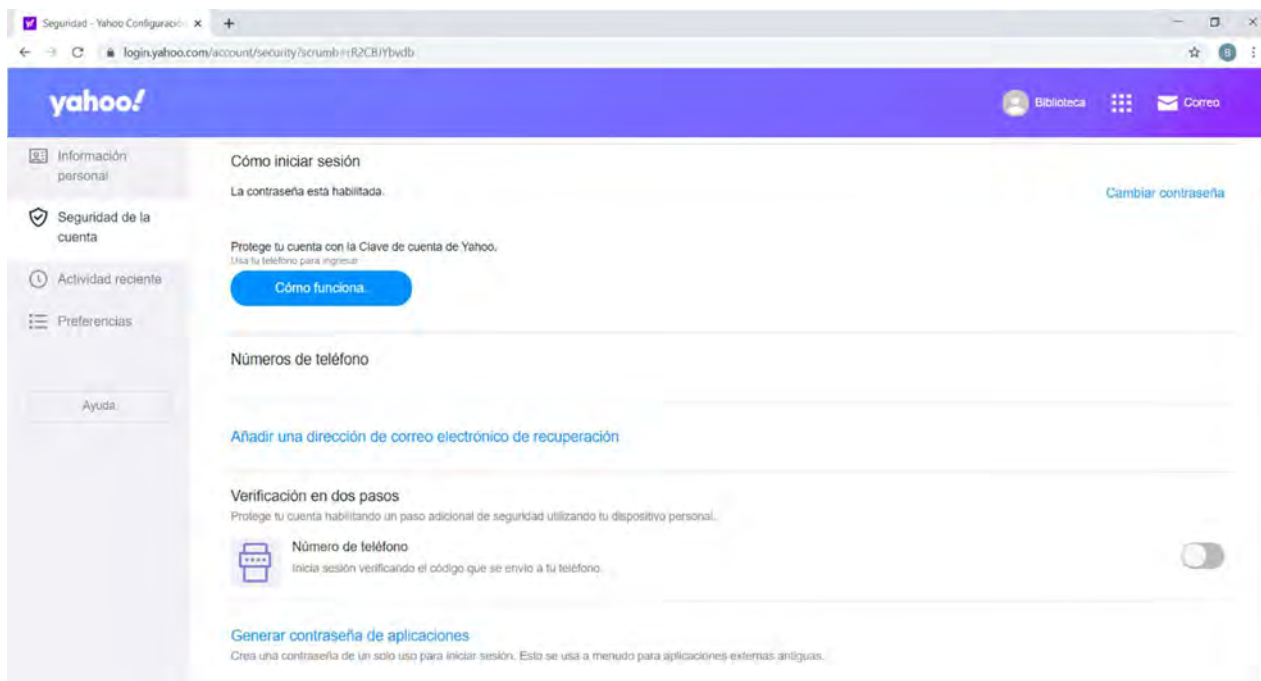 Seguridad - Yahoo Configuració
login.yahoo.com/account/security?scrumb=rR2CBJYbvdb
B
yahoo!
Biblioteca
Correo
Información
personal
Seguridad de la
cuenta
Actividad reciente
Preferencias
Ayuda
Cómo iniciar sesión
La contraseña está habilitada.
Cambiar contraseña
Protege tu cuenta con la Clave de cuenta de Yahoo.
Usa tu teléfono para ingresar
Cómo funciona.
Números de teléfono
Añadir una dirección de correo electrónico de recuperación
Verificación en dos pasos
Protege tu cuenta habilitando un paso adicional de seguridad utilizando tu dispositivo personal.
Número de teléfono
Inicia sesión verificando el código que se envío a tu teléfono.
Generar contraseña de aplicaciones
Crea una contraseña de un solo uso para iniciar sesión. Esto se usa a menudo para aplicaciones externas antiguas.